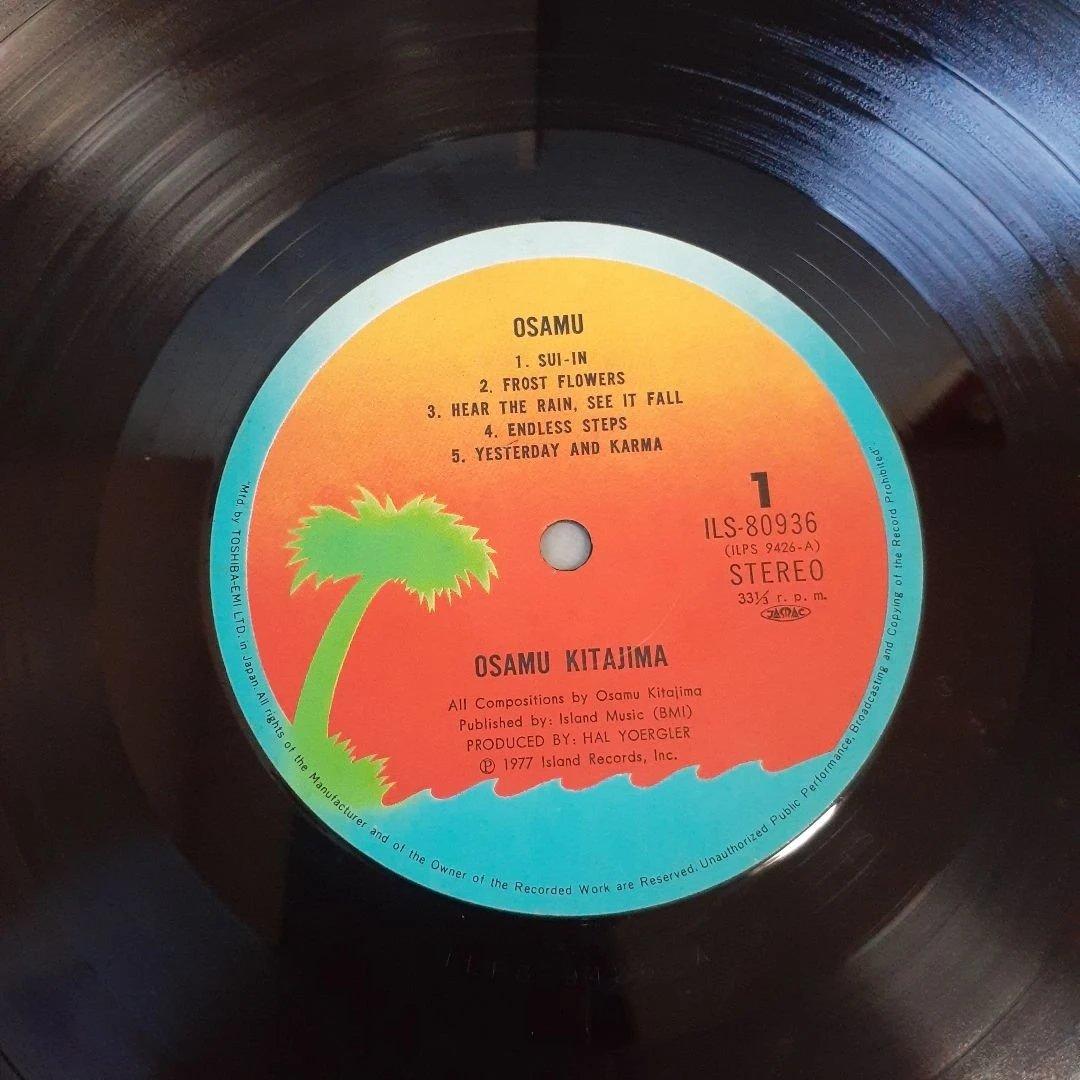 OSAMU
1. SUI-IN
2. FROST FLOWERS
3. HEAR THE RAIN, SEE IT FALL
4. ENDLESS STEPS
5. YESTERDAY AND KARMA
1
ILS-80936
(ILPS 9426-A)
STEREO
33⅓ r. p. m.
JASRAC
OSAMU KITAJIMA
All Compositions by Osamu Kitajima
Published by: Island Music (BMI)
PRODUCED BY: HAL YOERGLER
Ⓟ 1977 Island Records, Inc.
"Mfd. by TOSHIBA-EMI LTD. in Japan. All rights of the Manufacturer and of the Owner of the Recorded Work are Reserved. Unauthorized Public Performance, Broadcasting and Copying of the Record Prohibited".